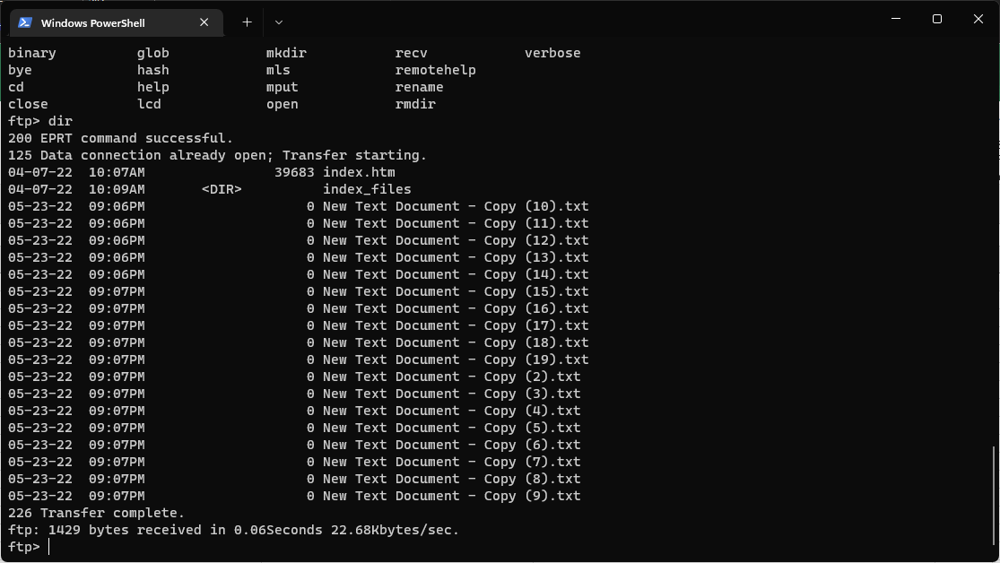 Windows PowerShell
binary glob mkdir recv verbose
bye hash mls remotehelp
cd help mput rename
close lcd open rmdir
ftp> dir
200 EPRT command successful.
125 Data connection already open; Transfer starting.
04-07-22 10:07AM 39683 index.htm
04-07-22 10:09AM <DIR> index_files
05-23-22 09:06PM 0 New Text Document - Copy (10).txt
05-23-22 09:06PM 0 New Text Document - Copy (11).txt
05-23-22 09:06PM 0 New Text Document - Copy (12).txt
05-23-22 09:06PM 0 New Text Document - Copy (13).txt
05-23-22 09:06PM 0 New Text Document - Copy (14).txt
05-23-22 09:07PM 0 New Text Document - Copy (15).txt
05-23-22 09:07PM 0 New Text Document - Copy (16).txt
05-23-22 09:07PM 0 New Text Document - Copy (17).txt
05-23-22 09:07PM 0 New Text Document - Copy (18).txt
05-23-22 09:07PM 0 New Text Document - Copy (19).txt
05-23-22 09:07PM 0 New Text Document - Copy (2).txt
05-23-22 09:07PM 0 New Text Document - Copy (3).txt
05-23-22 09:07PM 0 New Text Document - Copy (4).txt
05-23-22 09:07PM 0 New Text Document - Copy (5).txt
05-23-22 09:07PM 0 New Text Document - Copy (6).txt
05-23-22 09:07PM 0 New Text Document - Copy (7).txt
05-23-22 09:07PM 0 New Text Document - Copy (8).txt
05-23-22 09:07PM 0 New Text Document - Copy (9).txt
226 Transfer complete.
ftp: 1429 bytes received in 0.06Seconds 22.68Kbytes/sec.
ftp>